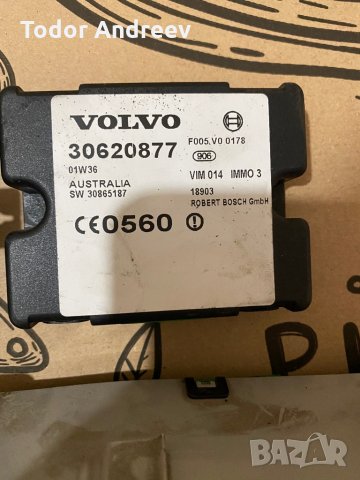 Todor Andreev
VOLVO
30620877
F005.V0 0178
906
01W36
VIM 014 IMMO 3
AUSTRALIA
SW 30865187
18903
ROBERT BOSCH GmbH
CE0560
BAZAR